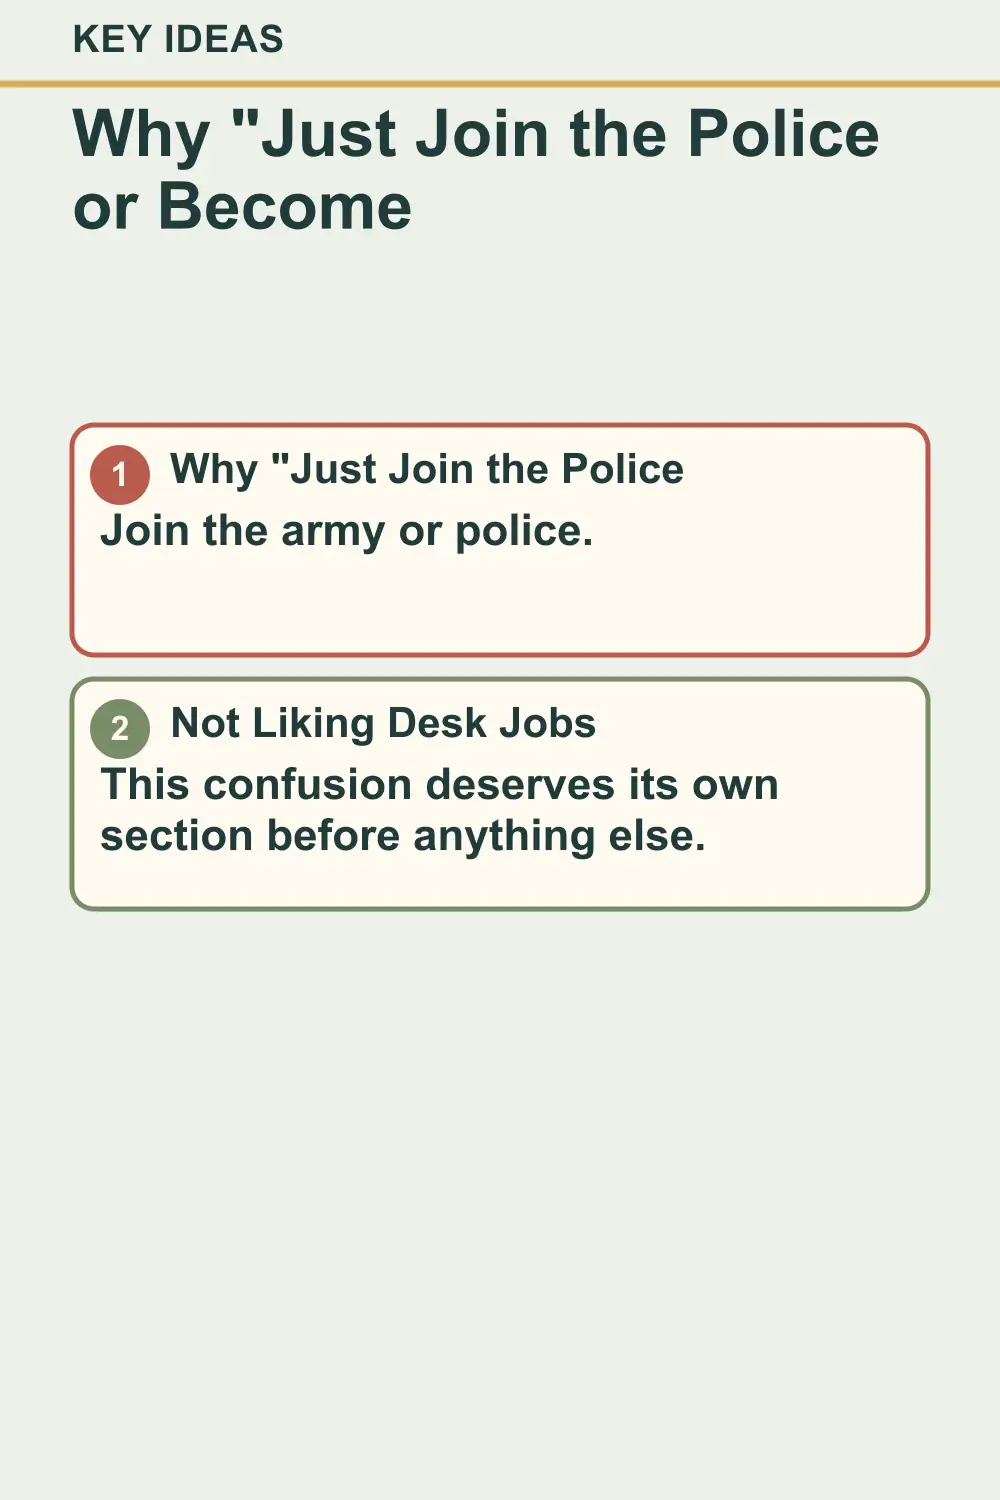 KEY IDEAS
Why "Just Join the Police
or Become
1
Why "Just Join the Police
Join the army or police.
2
Not Liking Desk Jobs
This confusion deserves its own
section before anything else.